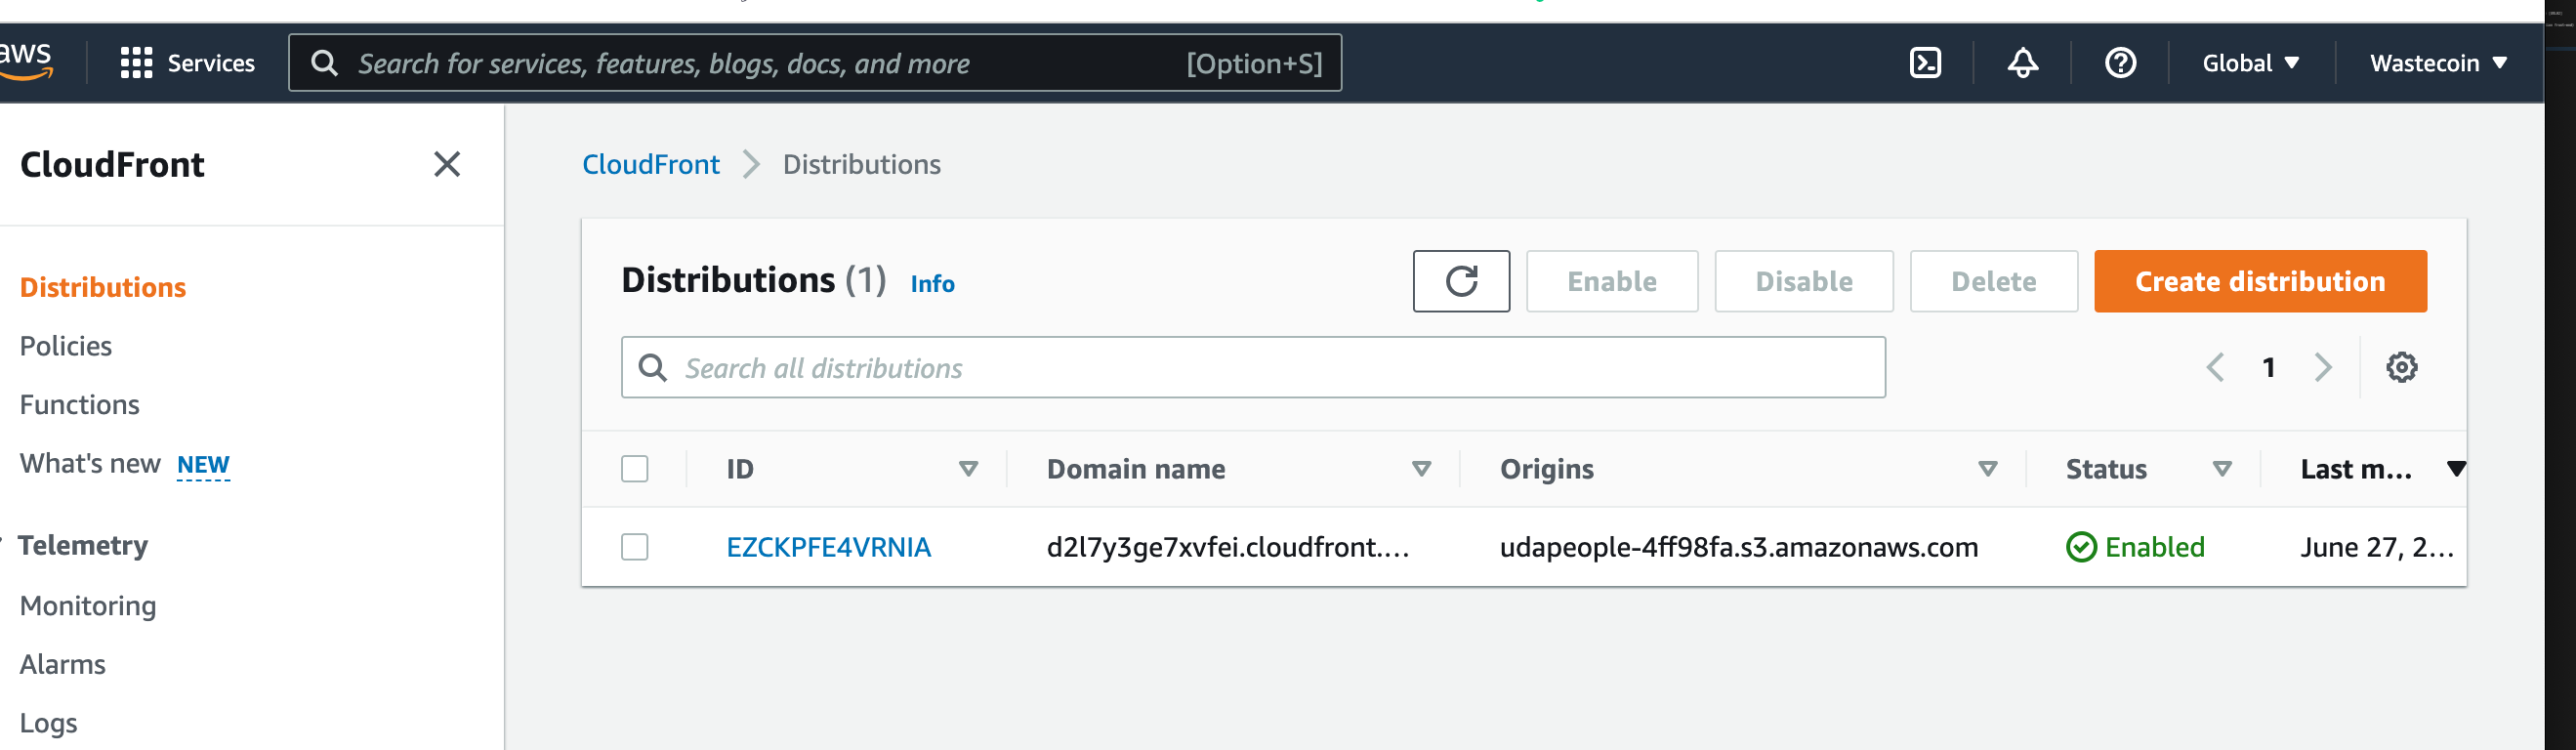 aws
Services
Search for services, features, blogs, docs, and more [Option+S]
Global
Wastecoin
CloudFront
Distributions
Policies
Functions
What's new NEW
Telemetry
Monitoring
Alarms
Logs
CloudFront > Distributions
Distributions (1) Info
Enable
Disable
Delete
Create distribution
Search all distributions
1
ID Domain name Origins Status Last m...
EZCKPFE4VRNIA d2l7y3ge7xvfei.cloudfront.... udapeople-4ff98fa.s3.amazonaws.com Enabled June 27, 2...